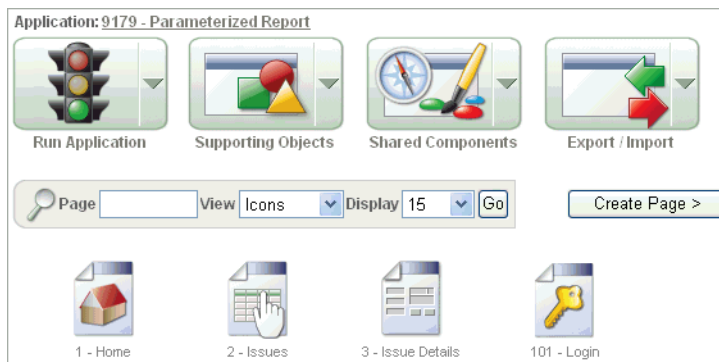 Application: 9179 - Parameterized Report
Run Application Supporting Objects Shared Components Export / Import
Page View Icons Display 15 Go Create Page >
1 - Home 2 - Issues 3 - Issue Details 101 - Login